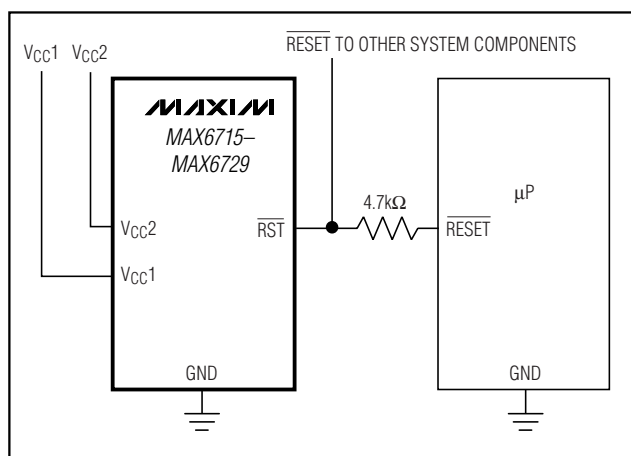 RESET TO OTHER SYSTEM COMPONENTS
VCC1 VCC2
MAXIM
MAX6715–
MAX6729
4.7kΩ
μP
VCC2
RST
RESET
VCC1
GND
GND